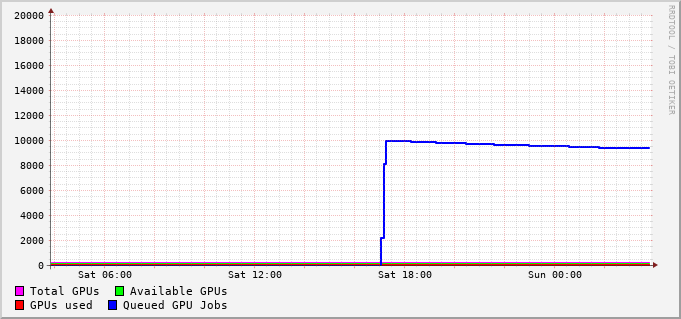 20000
18000
16000
14000
12000
10000
8000
6000
4000
2000
0
Sat 06:00 Sat 12:00 Sat 18:00 Sun 00:00
Total GPUs Available GPUs
GPUs used Queued GPU Jobs
RRDTOOL / TOBI OETIKER